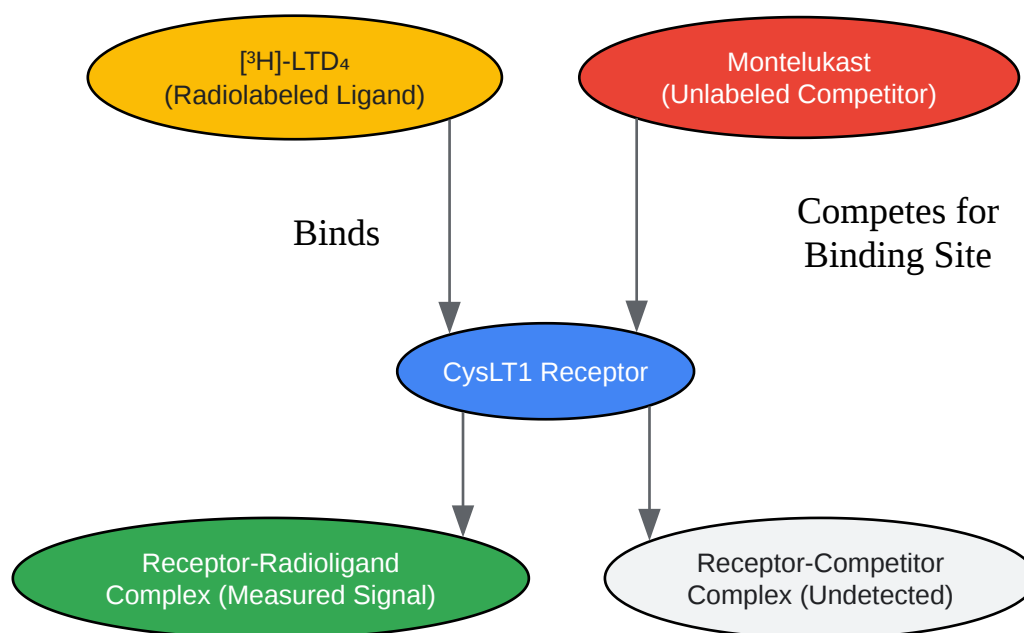 [³H]-LTD₄
(Radiolabeled Ligand)
Montelukast
(Unlabeled Competitor)
Binds
Competes for
Binding Site
CysLT1 Receptor
Receptor-Radioligand
Complex (Measured Signal)
Receptor-Competitor
Complex (Undetected)